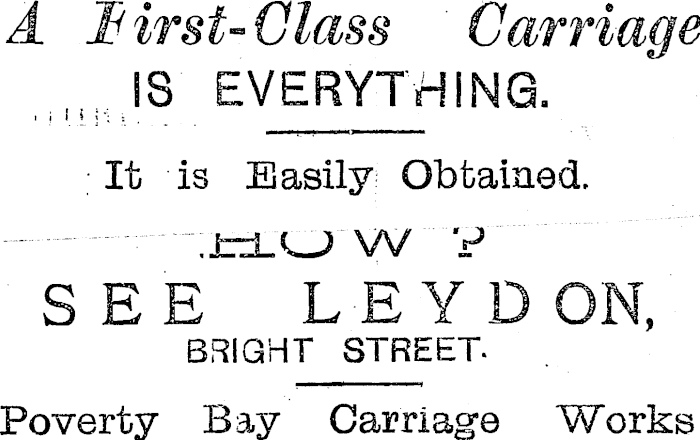 A First-Class Carriage
IS EVERYTHING.
It is Easily Obtained.
HOW?
SEE LEYDON,
BRIGHT STREET.
Poverty Bay Carriage Works